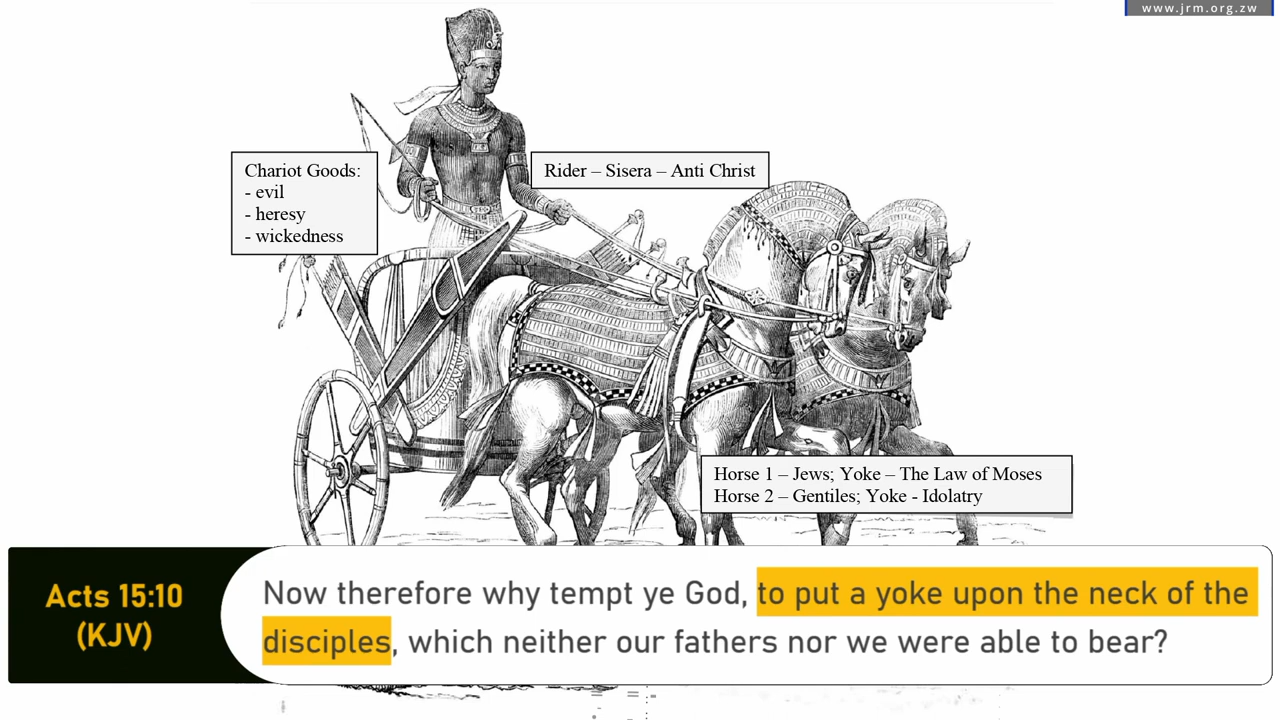 www.jrm.org.zw
Chariot Goods:
- evil
- heresy
- wickedness
Rider – Sisera – Anti Christ
Horse 1 – Jews; Yoke – The Law of Moses
Horse 2 – Gentiles; Yoke - Idolatry
Acts 15:10
(KJV)
Now therefore why tempt ye God, to put a yoke upon the neck of the
disciples, which neither our fathers nor we were able to bear?